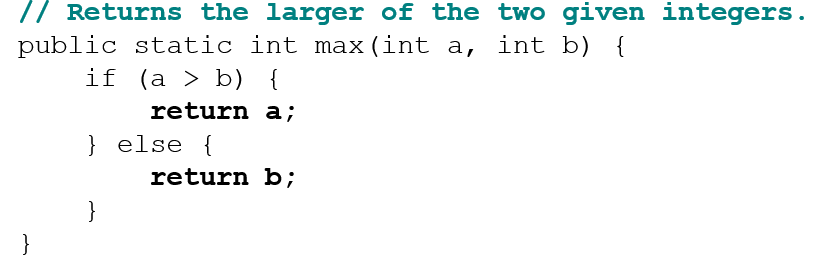 // Returns the larger of the two given integers.
public static int max(int a, int b) {
    if (a > b) {
        return a;
    } else {
        return b;
    }
}